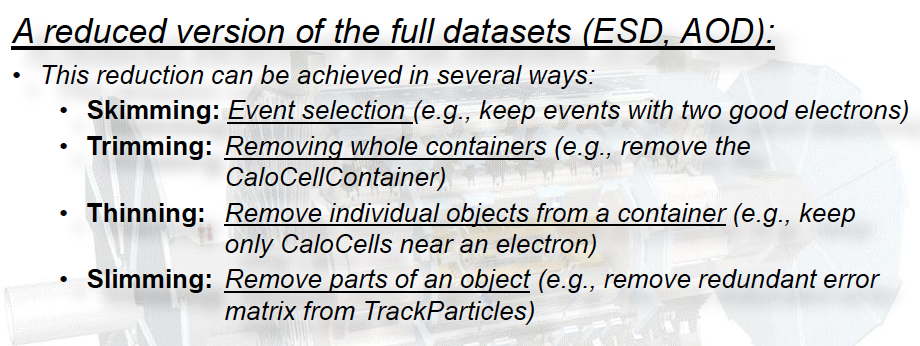 A reduced version of the full datasets (ESD, AOD):
• This reduction can be achieved in several ways:
• Skimming: Event selection (e.g., keep events with two good electrons)
• Trimming: Removing whole containers (e.g., remove the
CaloCellContainer)
• Thinning: Remove individual objects from a container (e.g., keep
only CaloCells near an electron)
• Slimming: Remove parts of an object (e.g., remove redundant error
matrix from TrackParticles)